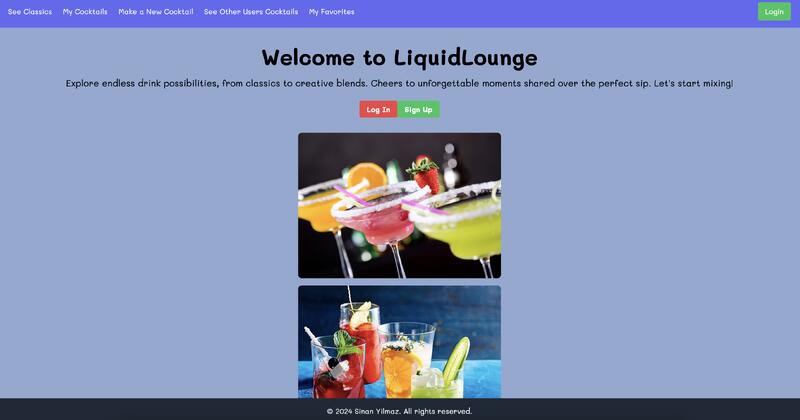 See Classics My Cocktails Make a New Cocktail See Other Users Cocktails My Favorites Login
Welcome to LiquidLounge
Explore endless drink possibilities, from classics to creative blends. Cheers to unforgettable moments shared over the perfect sip. Let's start mixing!
Log In Sign Up
© 2024 Sinan Yilmaz. All rights reserved.